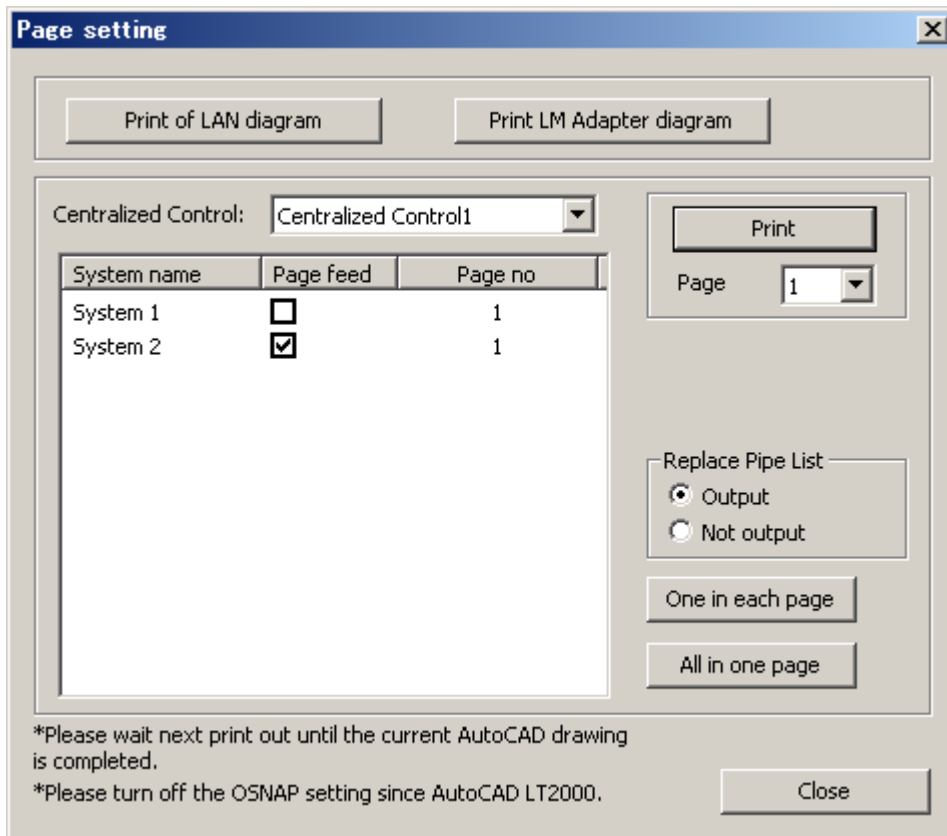 Page setting
Print of LAN diagram
Print LM Adapter diagram
Centralized Control:
Centralized Control1
Print
Page
1
System name Page feed Page no
System 1 1
System 2 1
Replace Pipe List
Output
Not output
One in each page
All in one page
*Please wait next print out until the current AutoCAD drawing
is completed.
*Please turn off the OSNAP setting since AutoCAD LT2000.
Close